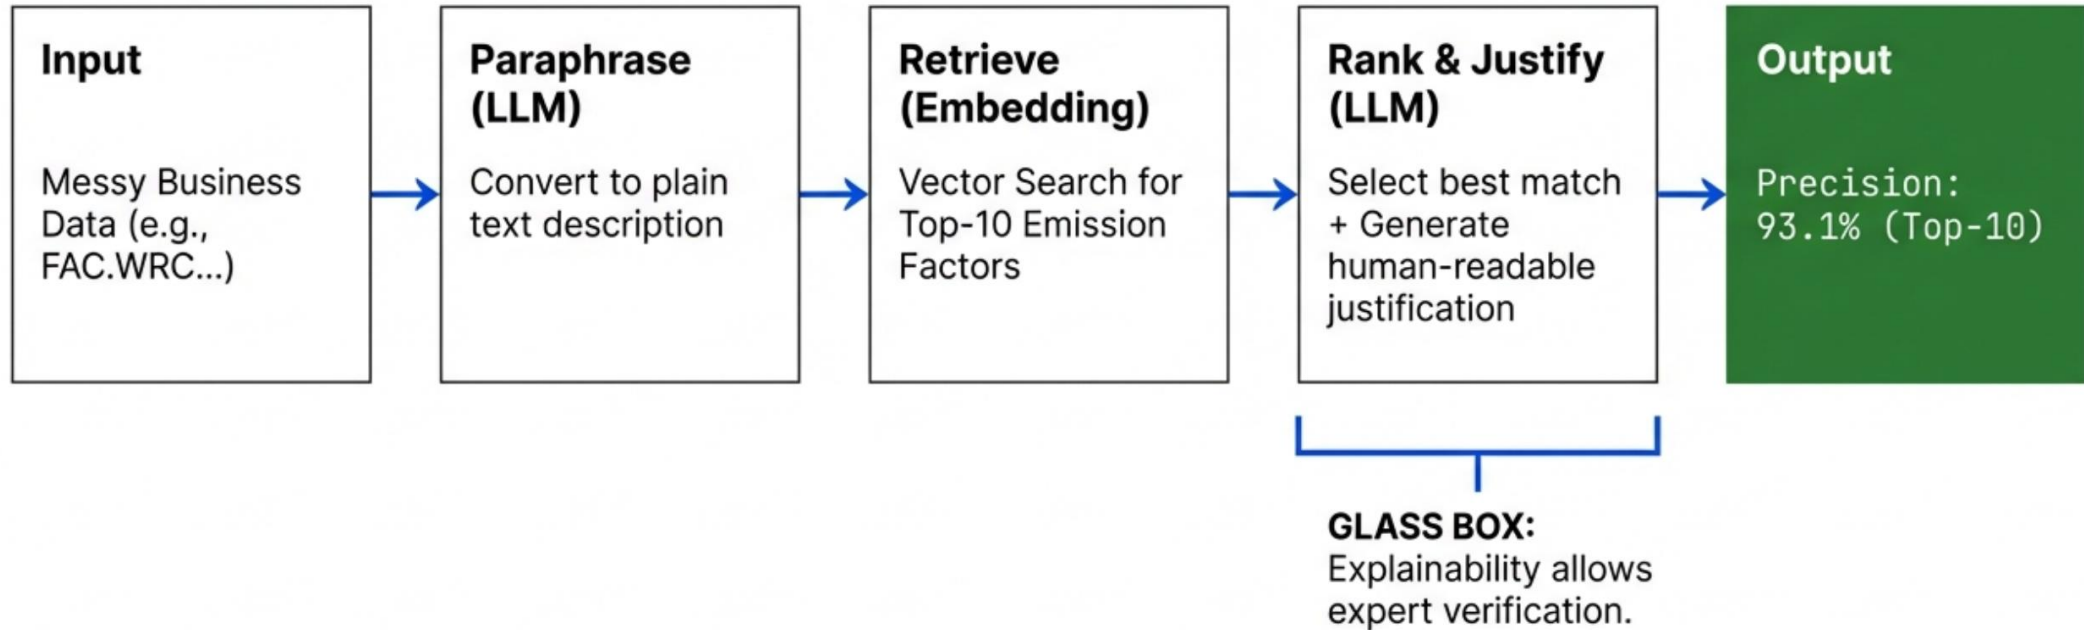 Input
Messy Business
Data (e.g.,
FAC.WRC...)
Paraphrase
(LLM)
Convert to plain
text description
Retrieve
(Embedding)
Vector Search for
Top-10 Emission
Factors
Rank & Justify
(LLM)
Select best match
+ Generate
human-readable
justification
Output
Precision:
93.1% (Top-10)
GLASS BOX:
Explainability allows
expert verification.